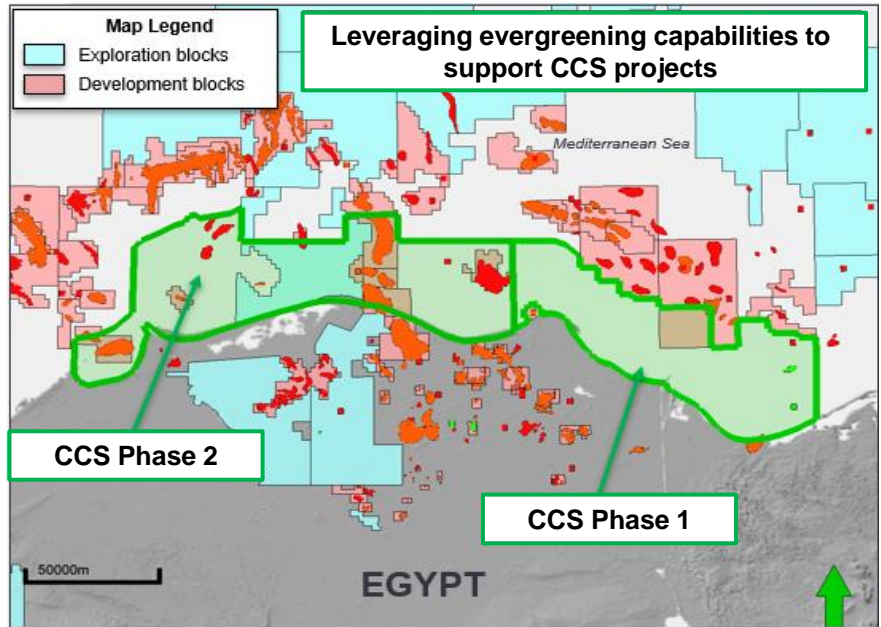 Map Legend
Exploration blocks
Development blocks
Leveraging evergreening capabilities to
support CCS projects
Mediterranean Sea
CCS Phase 2
CCS Phase 1
50000m
EGYPT